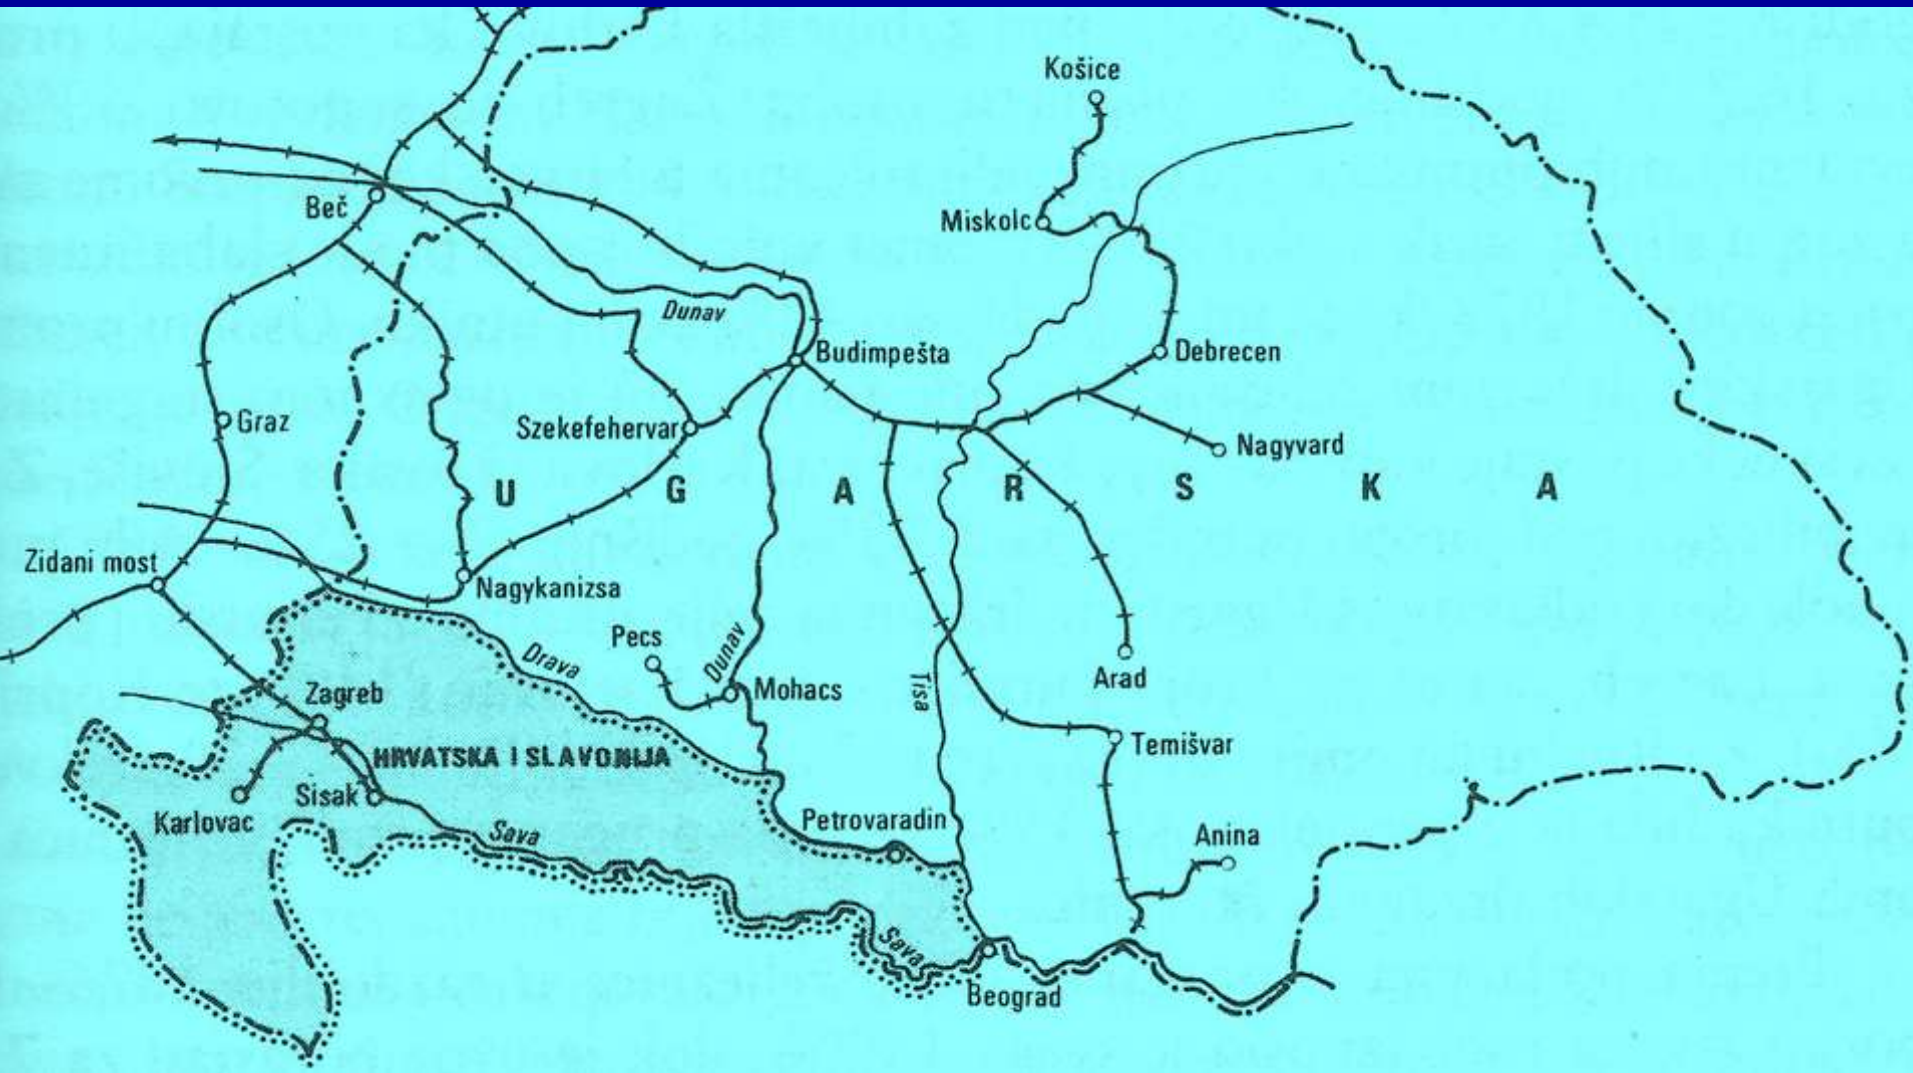 Košice
Beč
Miskolc
Dunav
Budimpešta
Debrecen
Graz
Szekefehervar
Nagyvard
U G A R S K A
Zidani most
Nagykanizsa
Pecs
Drava
Dunav
Mohacs
Tisa
Arad
Zagreb
Temišvar
HRVATSKA I SLAVONIJA
Sisak
Karlovac
Sava
Petrovaradin
Anina
Sava
Beograd